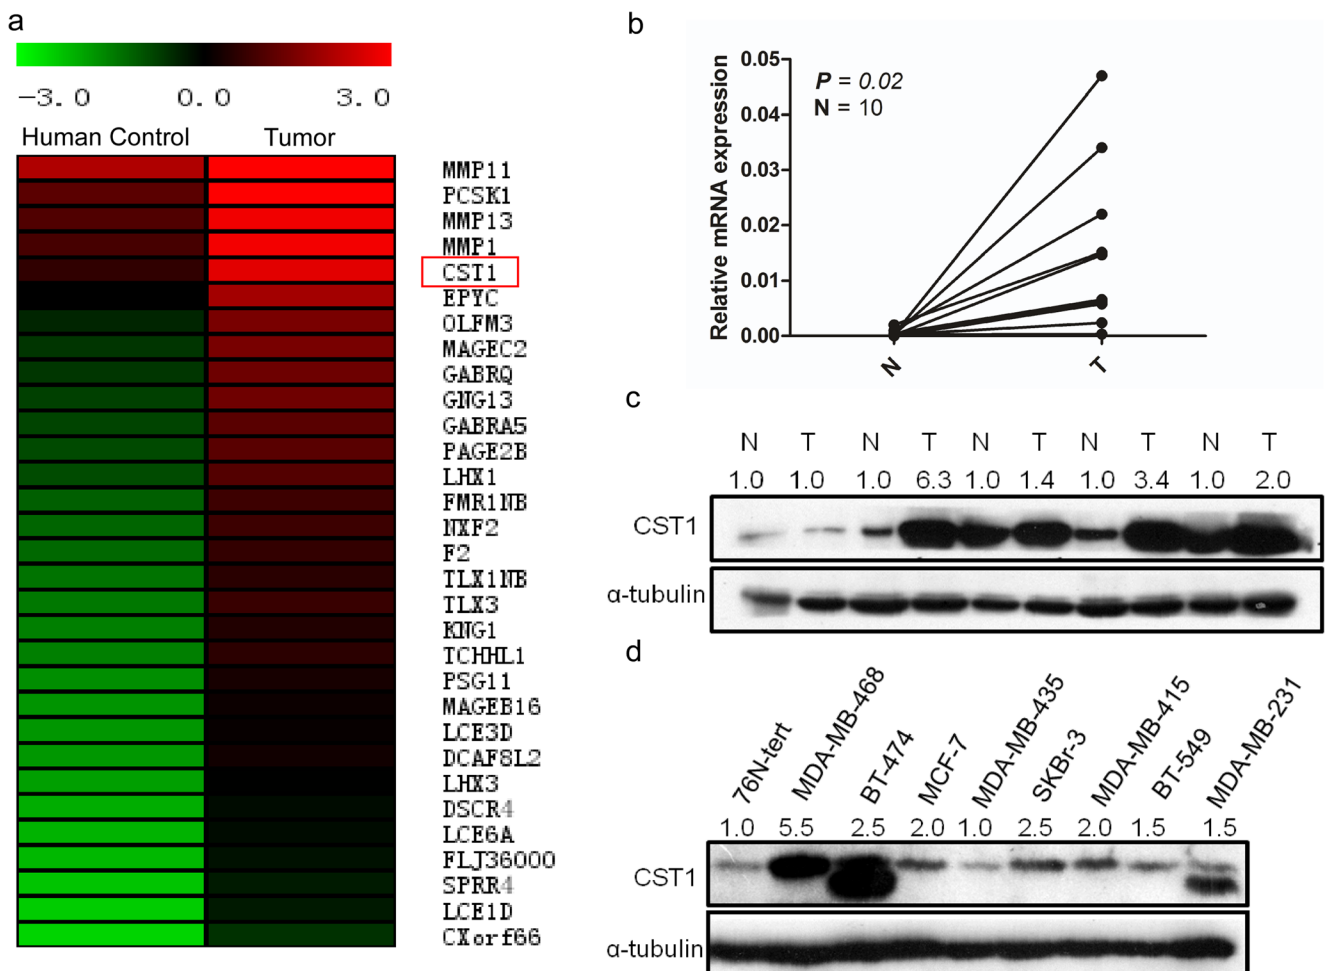 a
−3.0 0.0 3.0
Human Control Tumor
MMP11
PCSK1
MMP13
MMP1
CST1
EPYC
OLFM3
MAGEC2
GABRQ
GNG13
GABRA5
PAGE2B
LHX1
FMR1NB
NXF2
F2
TLX1NB
TLX3
KNG1
TCHHL1
PSG11
MAGEB16
LCE3D
DCAF8L2
LHX3
DSCR4
LCE6A
FLJ36000
SPRR4
LCE1D
CXorf66
b
Relative mRNA expression
0.05
0.04
0.03
0.02
0.01
0.00
P = 0.02
N = 10
N T
c
N T N T N T N T N T
1.0 1.0 1.0 6.3 1.0 1.4 1.0 3.4 1.0 2.0
CST1
α-tubulin
d
76N-tert MDA-MB-468 BT-474 MCF-7 MDA-MB-435 SKBr-3 MDA-MB-415 BT-549 MDA-MB-231
1.0 5.5 2.5 2.0 1.0 2.5 2.0 1.5 1.5
CST1
α-tubulin